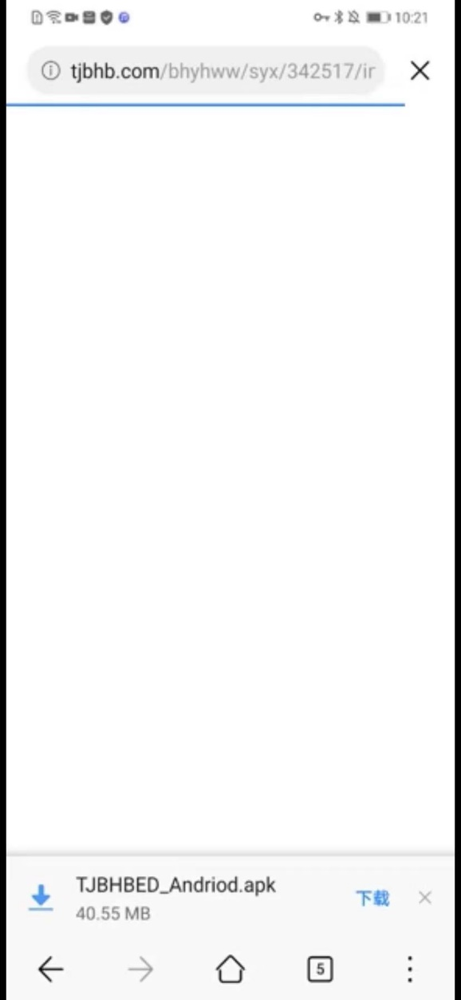 10:21
tjbhb.com/bhyhww/syx/342517/ir
TJBHBED_Andriod.apk
下载
40.55 MB
5